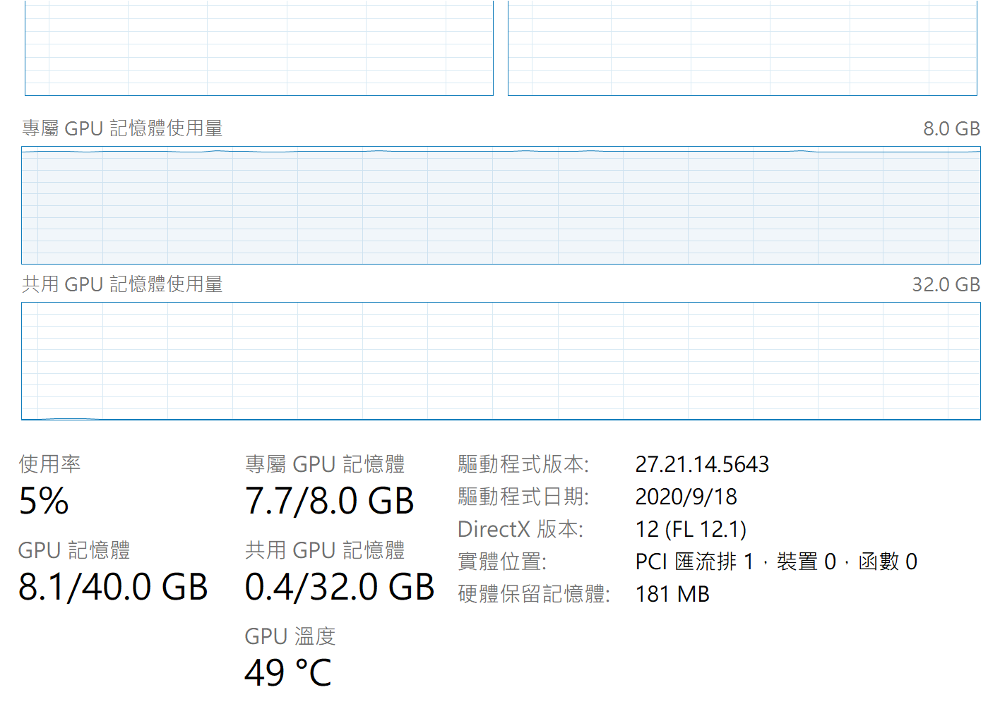 專屬 GPU 記憶體使用量 8.0 GB
共用 GPU 記憶體使用量 32.0 GB
使用率
5%
專屬 GPU 記憶體
7.7/8.0 GB
GPU 記憶體
8.1/40.0 GB
共用 GPU 記憶體
0.4/32.0 GB
GPU 溫度
49 °C
驅動程式版本: 27.21.14.5643
驅動程式日期: 2020/9/18
DirectX 版本: 12 (FL 12.1)
實體位置: PCI 匯流排 1，裝置 0，函數 0
硬體保留記憶體: 181 MB